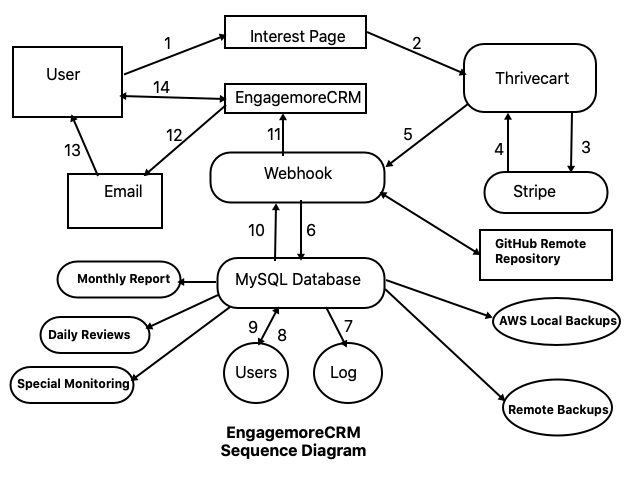 1
Interest Page
2
User
Thrivecart
14
EngagemoreCRM
12
11
5
13
4
3
Email
Webhook
Stripe
10
6
GitHub Remote
Repository
Monthly Report
MySQL Database
Daily Reviews
9
8
7
AWS Local Backups
Special Monitoring
Users
Log
Remote Backups
EngagemoreCRM
Sequence Diagram